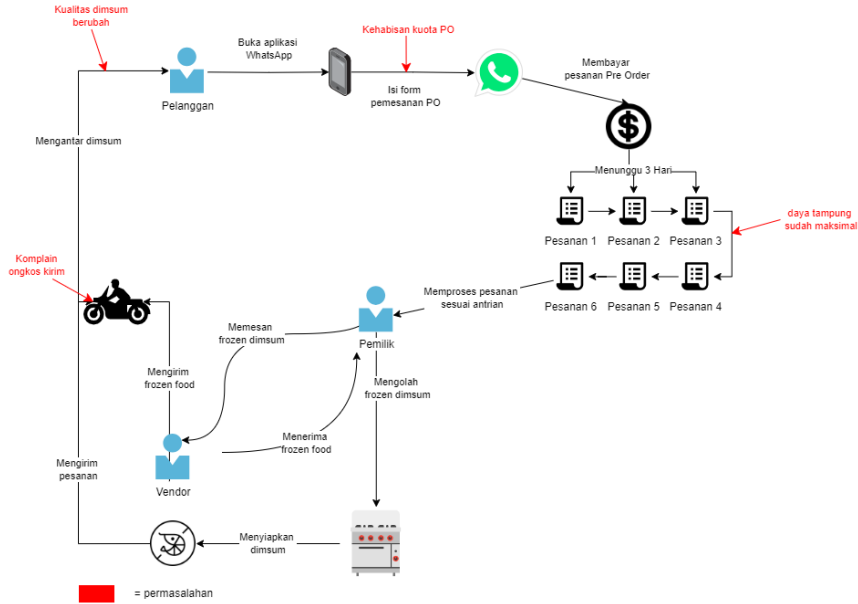 Kualitas dimsum
berubah
Buka aplikasi
WhatsApp
Kehabisan kuota PO
Membayar
pesanan Pre Order
Pelanggan
Isi form
pemesanan PO
Mengantar dimsum
Menunggu 3 Hari
daya tampung
sudah maksimal
Pesanan 1
Pesanan 2
Pesanan 3
Komplain
ongkos kirim
Memproses pesanan
sesuai antrian
Pesanan 6
Pesanan 5
Pesanan 4
Memesan
frozen dimsum
Pemilik
Mengirim
frozen food
Mengolah
frozen dimsum
Menerima
frozen food
Mengirim
pesanan
Vendor
Menyiapkan
dimsum
= permasalahan